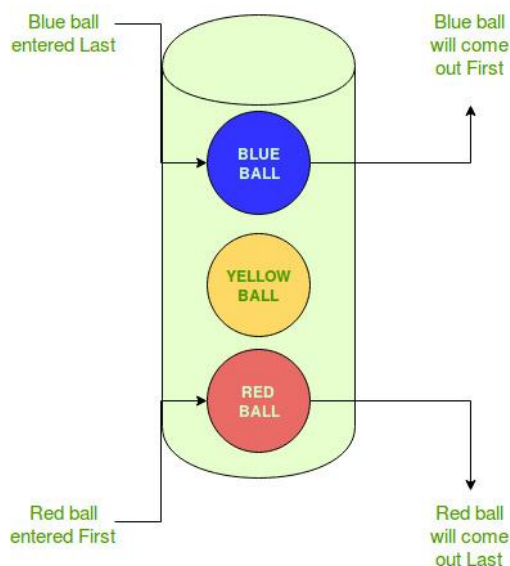 Blue ball
entered Last
Blue ball
will come
out First
BLUE
BALL
YELLOW
BALL
RED
BALL
Red ball
entered First
Red ball
will come
out Last